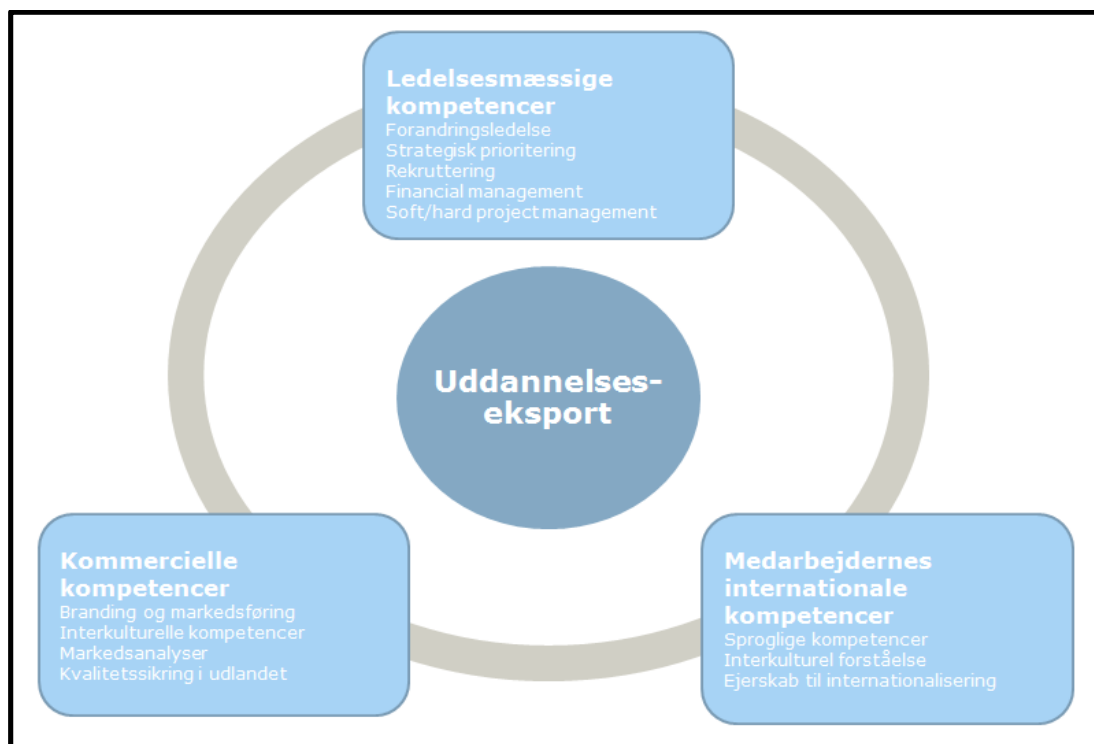 Ledelsesmæssige
kompetencer
Forandringsledelse
Strategisk prioritering
Rekruttering
Financial management
Soft/hard project management
Uddannelses-
eksport
Kommercielle
kompetencer
Branding og markedsføring
Interkulturelle kompetencer
Markedsanalyser
Kvalitetssikring i udlandet
Medarbejdernes
internationale
kompetencer
Sproglige kompetencer
Interkulturel forståelse
Ejerskab til internationalisering